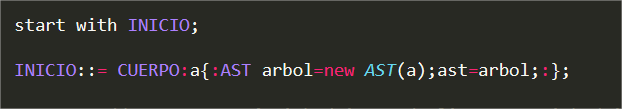 start with INICIO;
INICIO::= CUERPO:a{:AST arbol=new AST(a);ast=arbol;:};